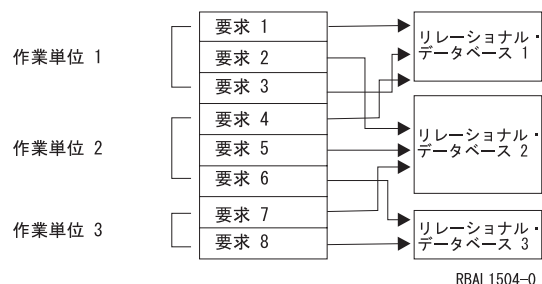 作業単位 1
作業単位 2
作業単位 3
要求 1
要求 2
要求 3
要求 4
要求 5
要求 6
要求 7
要求 8
リレーショナル・
データベース 1
リレーショナル・
データベース 2
リレーショナル・
データベース 3
RBAL1504-0